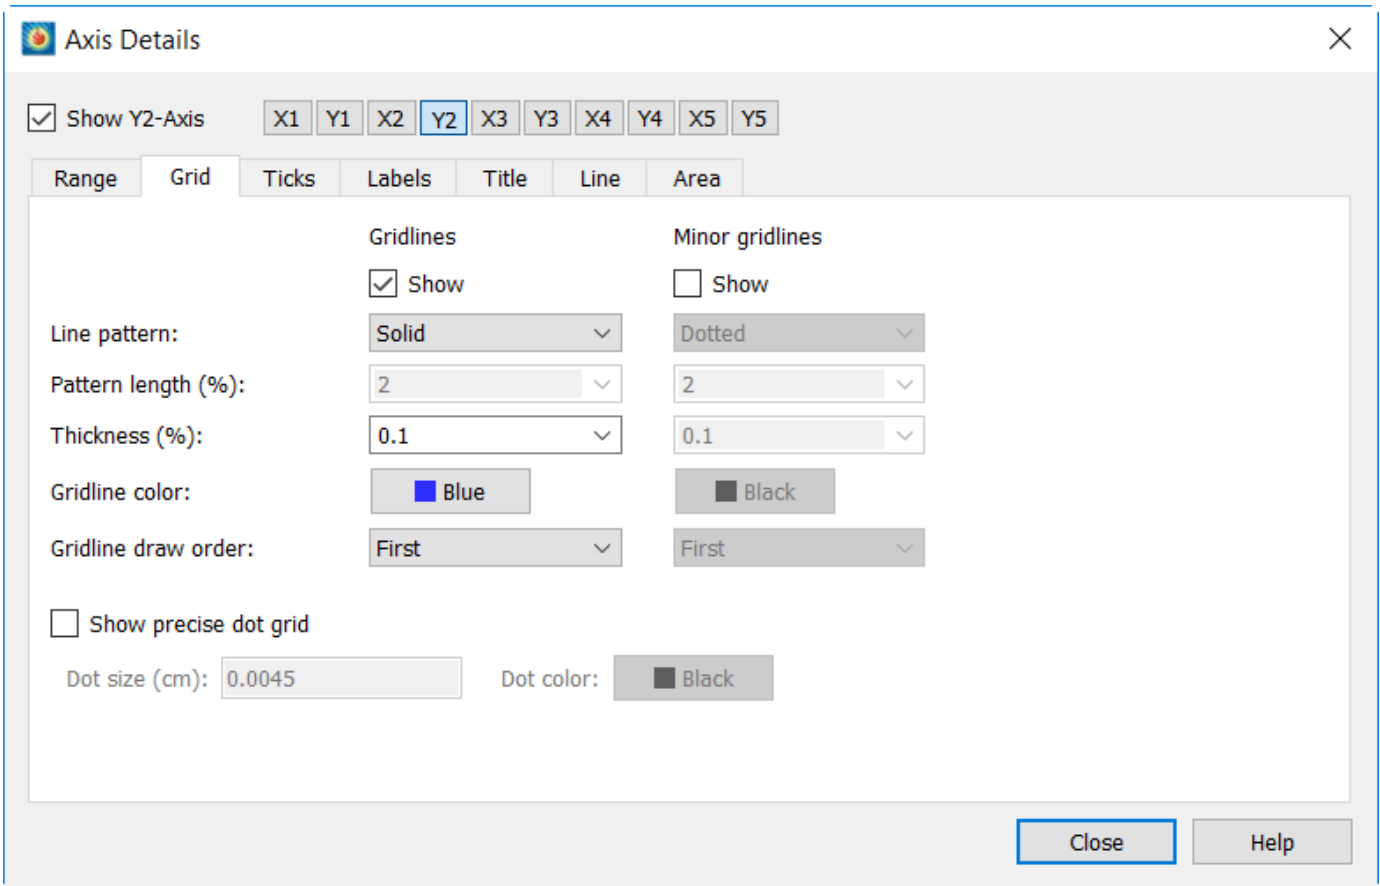 Axis Details
Show Y2-Axis X1 Y1 X2 Y2 X3 Y3 X4 Y4 X5 Y5
Range Grid Ticks Labels Title Line Area
Gridlines Minor gridlines
Show Show
Line pattern: Solid Dotted
Pattern length (%): 2 2
Thickness (%): 0.1 0.1
Gridline color: Blue Black
Gridline draw order: First First
Show precise dot grid
Dot size (cm): 0.0045 Dot color: Black
Close Help